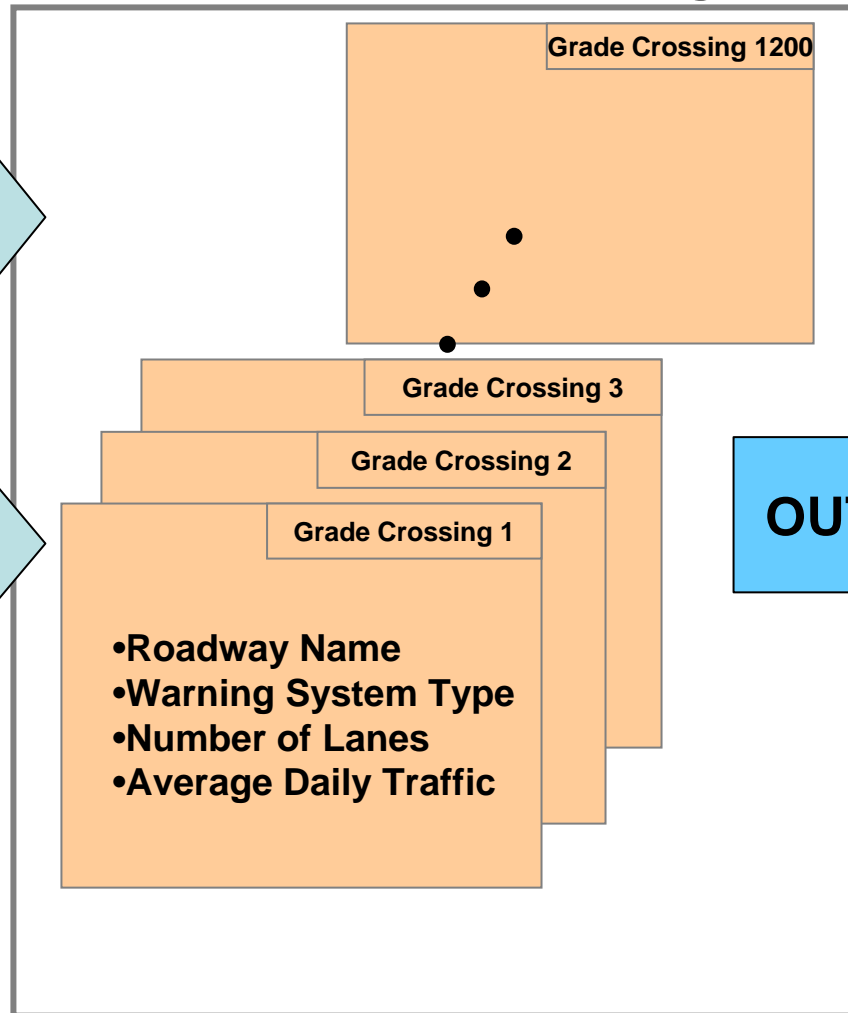 Grade Crossing 1200
Grade Crossing 3
Grade Crossing 2
Grade Crossing 1
•Roadway Name
•Warning System Type
•Number of Lanes
•Average Daily Traffic